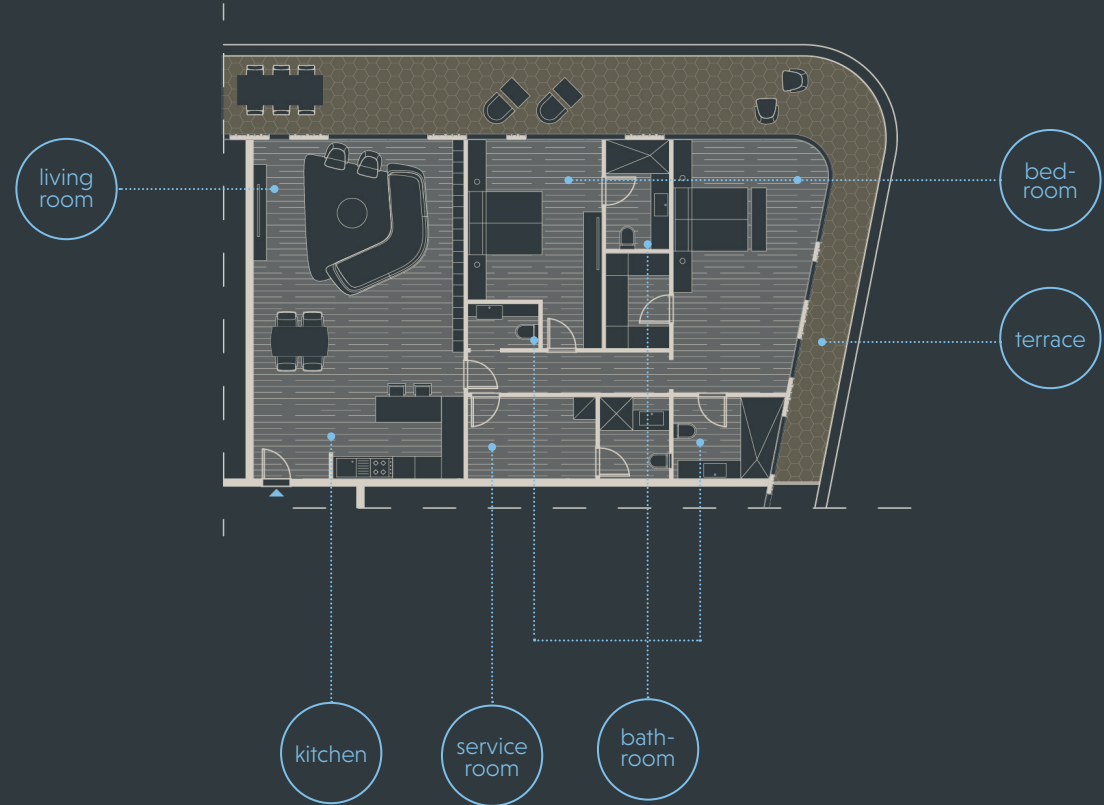 living
room
bed-
room
terrace
kitchen
service
room
bath-
room